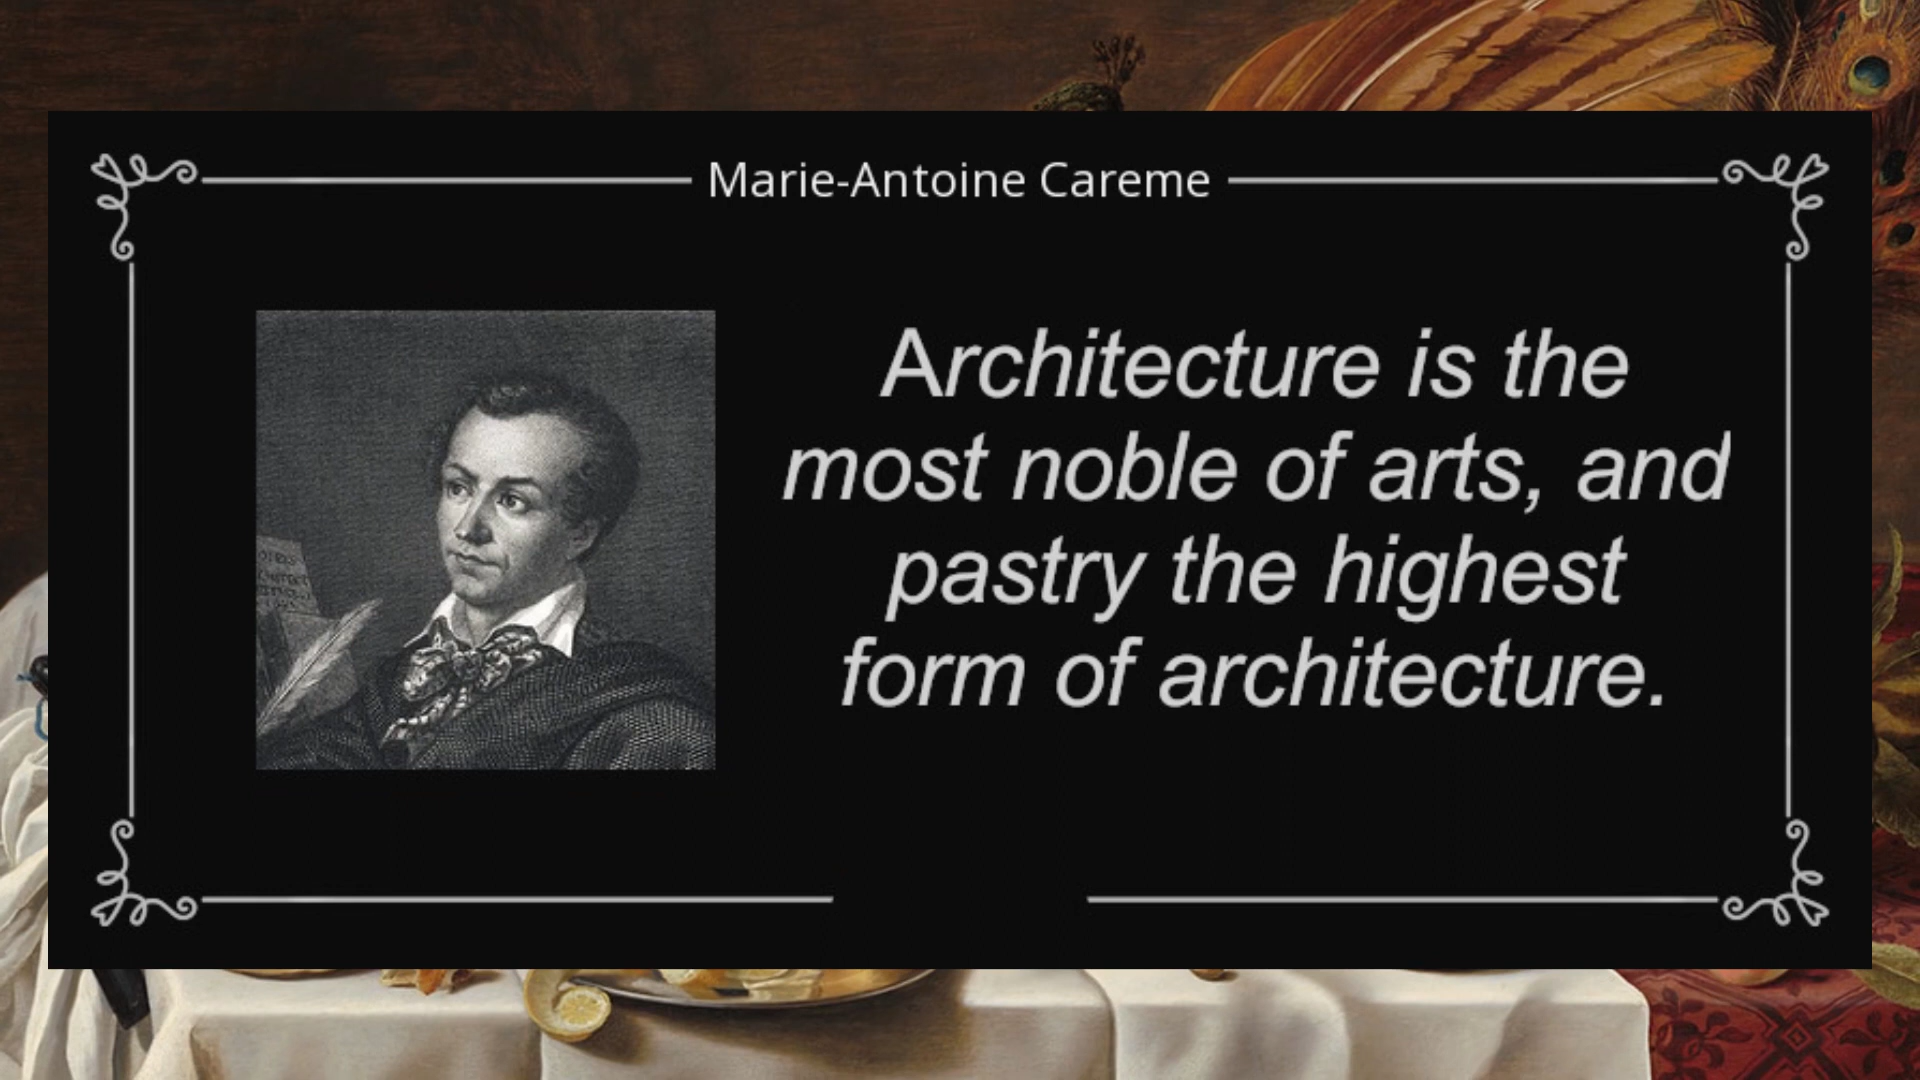 Marie-Antoine Careme
Architecture is the
most noble of arts, and
pastry the highest
form of architecture.